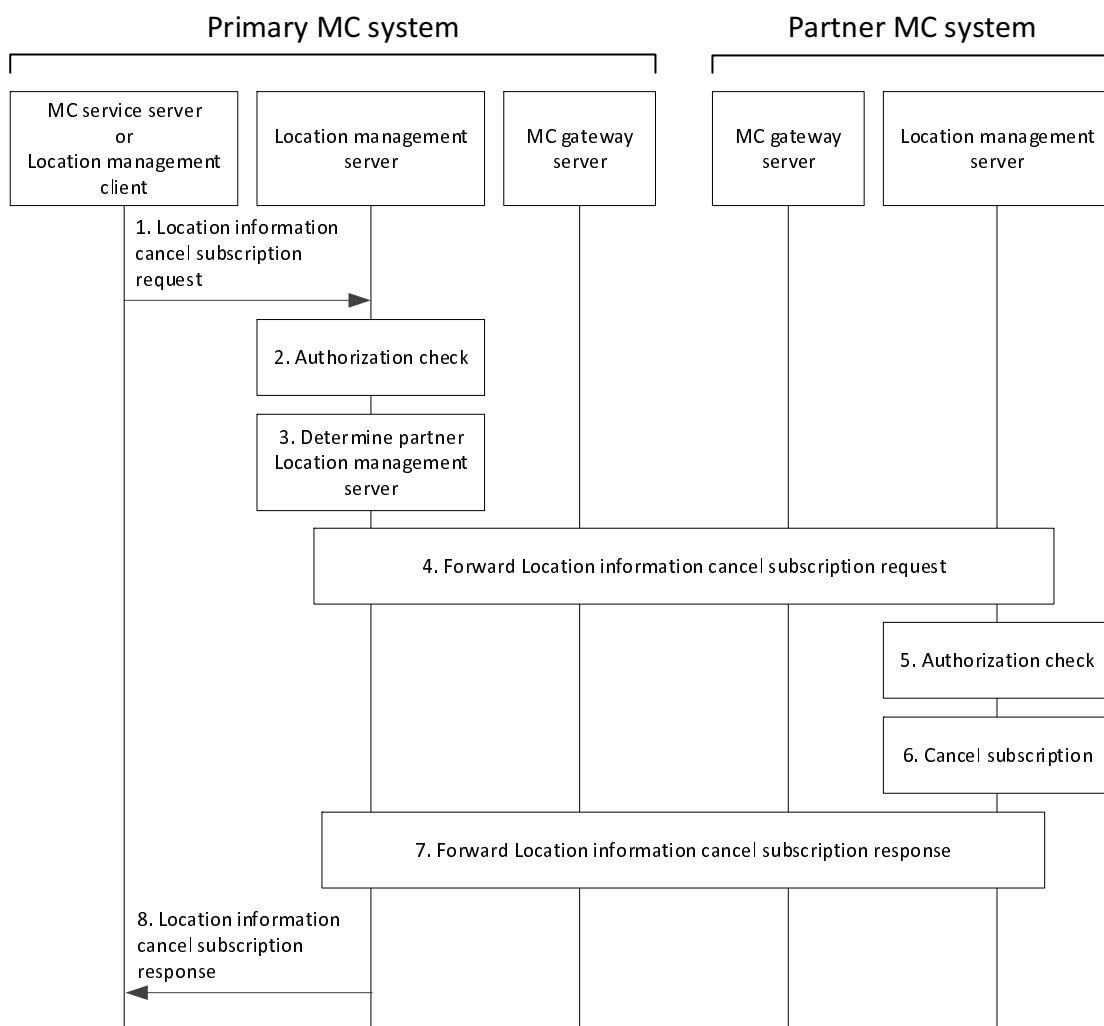 Primary MC system
Partner MC system
MC service server
or
Location management
client
Location management
server
MC gateway
server
MC gateway
server
Location management
server
1. Location information
cancel subscription
request
2. Authorization check
3. Determine partner
Location management
server
4. Forward Location information cancel subscription request
5. Authorization check
6. Cancel subscription
7. Forward Location information cancel subscription response
8. Location information
cancel subscription
response